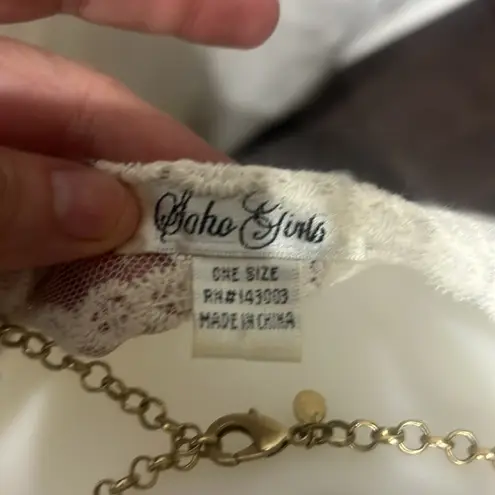 Soho Girls
ONE SIZE
RN#143003
MADE IN CHINA